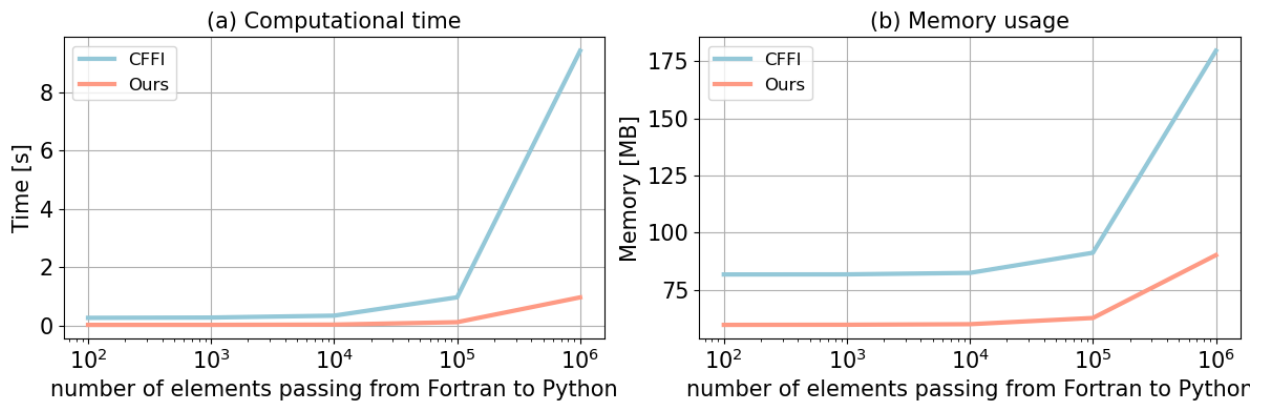 (a) Computational time
CFFI
Ours
8
6
4
2
0
Time [s]
10²
10³
10⁴
10⁵
10⁶
number of elements passing from Fortran to Python
(b) Memory usage
CFFI
Ours
175
150
125
100
75
Memory [MB]
10²
10³
10⁴
10⁵
10⁶
number of elements passing from Fortran to Python